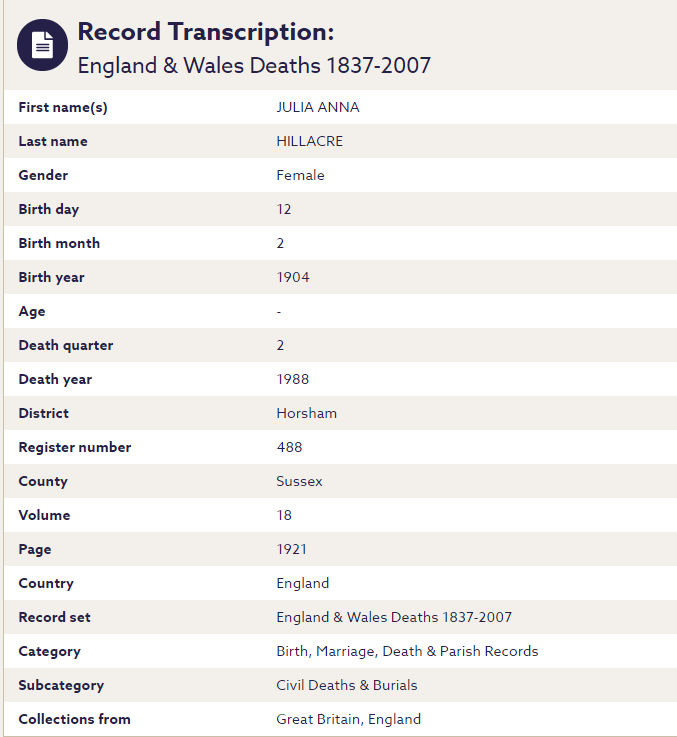 Record Transcription:
England & Wales Deaths 1837-2007
First name(s) JULIA ANNA
Last name HILLACRE
Gender Female
Birth day 12
Birth month 2
Birth year 1904
Age -
Death quarter 2
Death year 1988
District Horsham
Register number 488
County Sussex
Volume 18
Page 1921
Country England
Record set England & Wales Deaths 1837-2007
Category Birth, Marriage, Death & Parish Records
Subcategory Civil Deaths & Burials
Collections from Great Britain, England